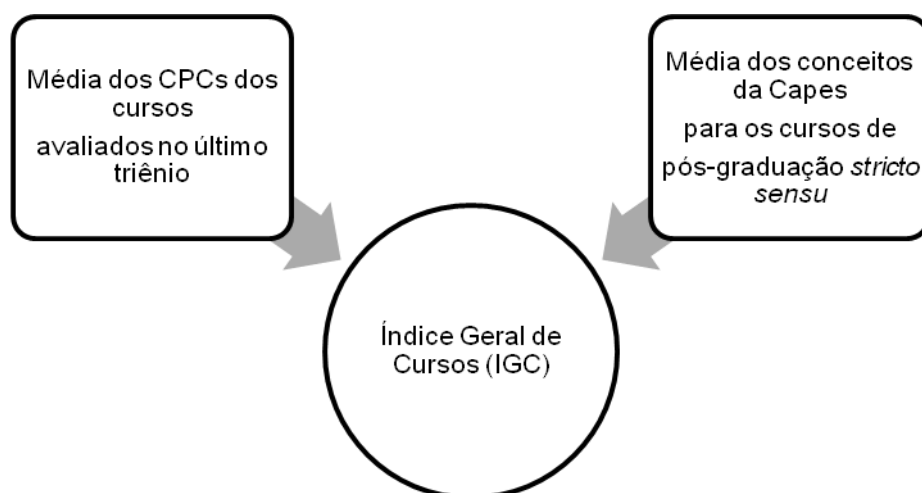 Média dos CPCs dos
cursos
avaliados no último
triênio
Média dos conceitos
da Capes
para os cursos de
pós-graduação stricto
sensu
Índice Geral de
Cursos (IGC)